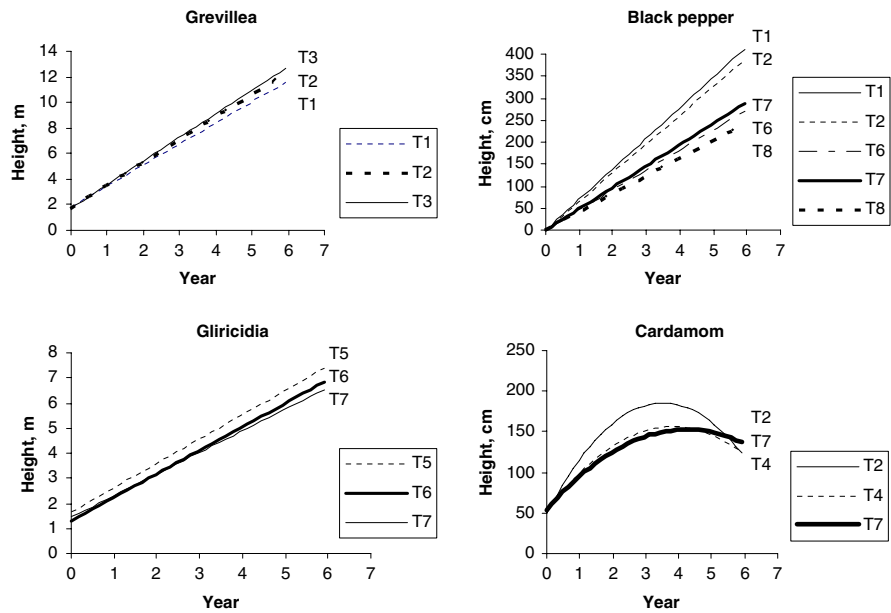 Grevillea
Height, m
14
12
10
8
6
4
2
0
0 1 2 3 4 5 6 7
Year
T3
T2
T1
T1
T2
T3
Black pepper
Height, cm
400
350
300
250
200
150
100
50
0
0 1 2 3 4 5 6 7
Year
T1
T2
T7
T6
T8
T1
T2
T6
T7
T8
Gliricidia
Height, m
8
7
6
5
4
3
2
1
0
0 1 2 3 4 5 6 7
Year
T5
T6
T7
T5
T6
T7
Cardamom
Height, cm
250
200
150
100
50
0
0 1 2 3 4 5 6 7
Year
T2
T7
T4
T2
T4
T7